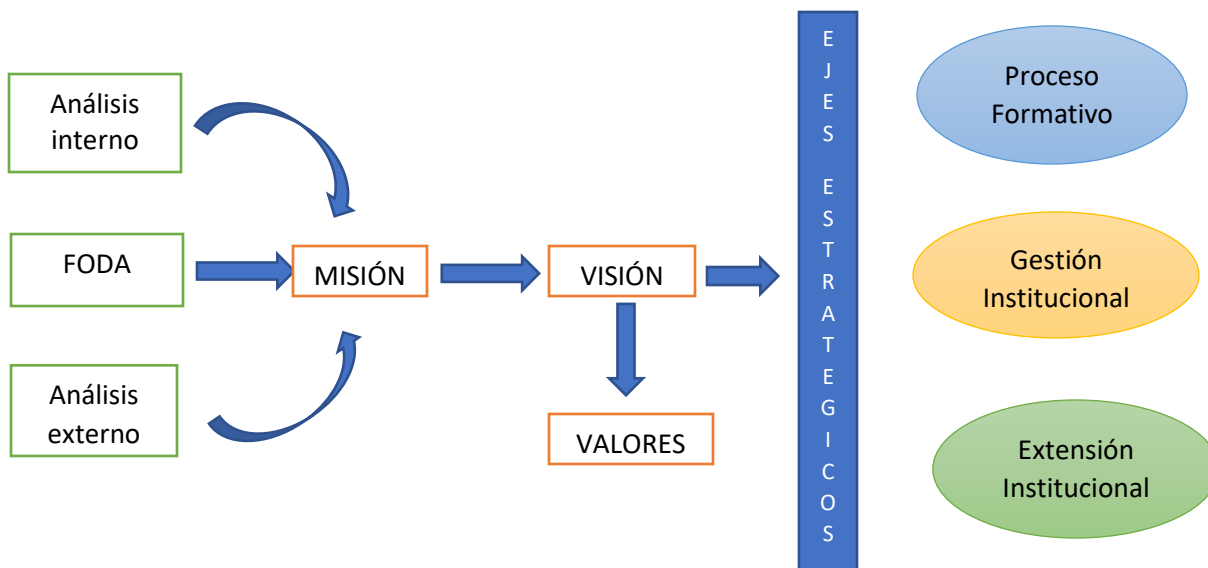 Análisis
interno
FODA
Análisis
externo
MISIÓN
VISIÓN
VALORES
EJES ESTRATEGICOS
Proceso
Formativo
Gestión
Institucional
Extensión
Institucional